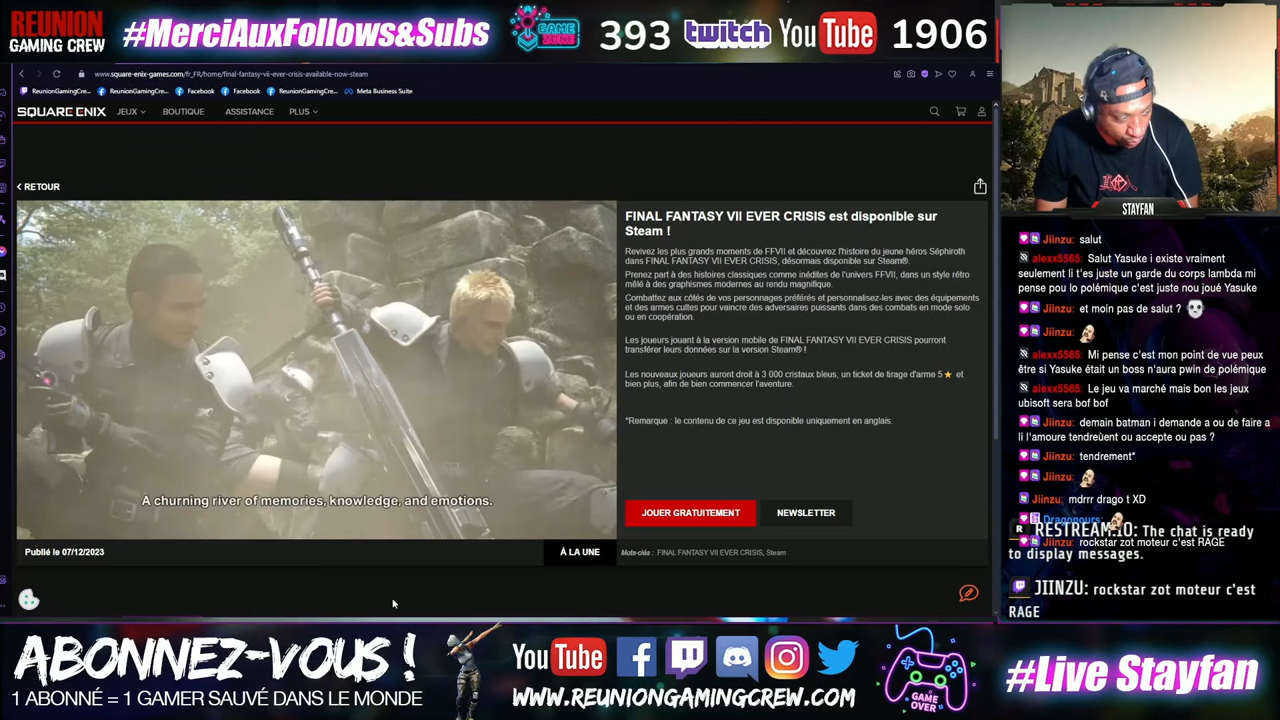 REUNION
GAMING CREW
#MerciAuxFollows&Subs
GAME
ZONE
393
twitch
YouTube
1906
www.square-enix-games.com/fr_FR/home/final-fantasy-vii-ever-crisis-available-now-steam
ReunionGamingCre...
ReunionGamingCre...
Facebook
Facebook
ReunionGamingCre...
Meta Business Suite
SQUARE ENIX
JEUX
BOUTIQUE
ASSISTANCE
PLUS
RETOUR
A churning river of memories, knowledge, and emotions.
FINAL FANTASY VII EVER CRISIS est disponible sur
Steam !
Revivez les plus grands moments de FFVII et découvrez l'histoire du jeune héros Séphiroth
dans FINAL FANTASY VII EVER CRISIS, désormais disponible sur Steam®.
Prenez part à des histoires classiques comme inédites de l'univers FFVII, dans un style rétro
mêlé à des graphismes modernes au rendu magnifique.
Combattez aux côtés de vos personnages préférés et personnalisez-les avec des équipements
et des armes cultes pour vaincre des adversaires puissants dans des combats en mode solo
ou en coopération.
Les joueurs jouant à la version mobile de FINAL FANTASY VII EVER CRISIS pourront
transférer leurs données sur la version Steam® !
Les nouveaux joueurs auront droit à 3 000 cristaux bleus, un ticket de tirage d'arme 5★ et
bien plus, afin de bien commencer l'aventure.
*Remarque : le contenu de ce jeu est disponible uniquement en anglais.
JOUER GRATUITEMENT
NEWSLETTER
Publié le 07/12/2023
À LA UNE
Mots-clés : FINAL FANTASY VII EVER CRISIS, Steam
STAYFAN
Jiinzu: salut
alexx5565: Salut Yasuke i existe vraiment
seulement li t'es juste un garde du corps lambda mi
pense pou lo polémique c'est juste nou joué Yasuke
Jiinzu: et moin pas de salut ?
Jiinzu:
alexx5565: Mi pense c'est mon point de vue peux
être si Yasuke était un boss n'aura pwin de polémique
alexx5565: Le jeu va marché mais bon les jeux
ubisoft sera bof bof
Jiinzu: demain batman i demande a ou de faire a
li l'amoure tendreùent ou accepte ou pas ?
Jiinzu: tendrement*
Jiinzu:
Jiinzu: mdrrr drago t XD
Dragonours:
Jiinzu: rockstar zot moteur c'est RAGE
RESTREAM.IO: The chat is ready
to display messages.
JIINZU: rockstar zot moteur c'est
RAGE
ABONNEZ-VOUS !
1 ABONNÉ = 1 GAMER SAUVÉ DANS LE MONDE
YouTube
WWW.REUNIONGAMINGCREW.COM
GAME
OVER
#Live Stayfan